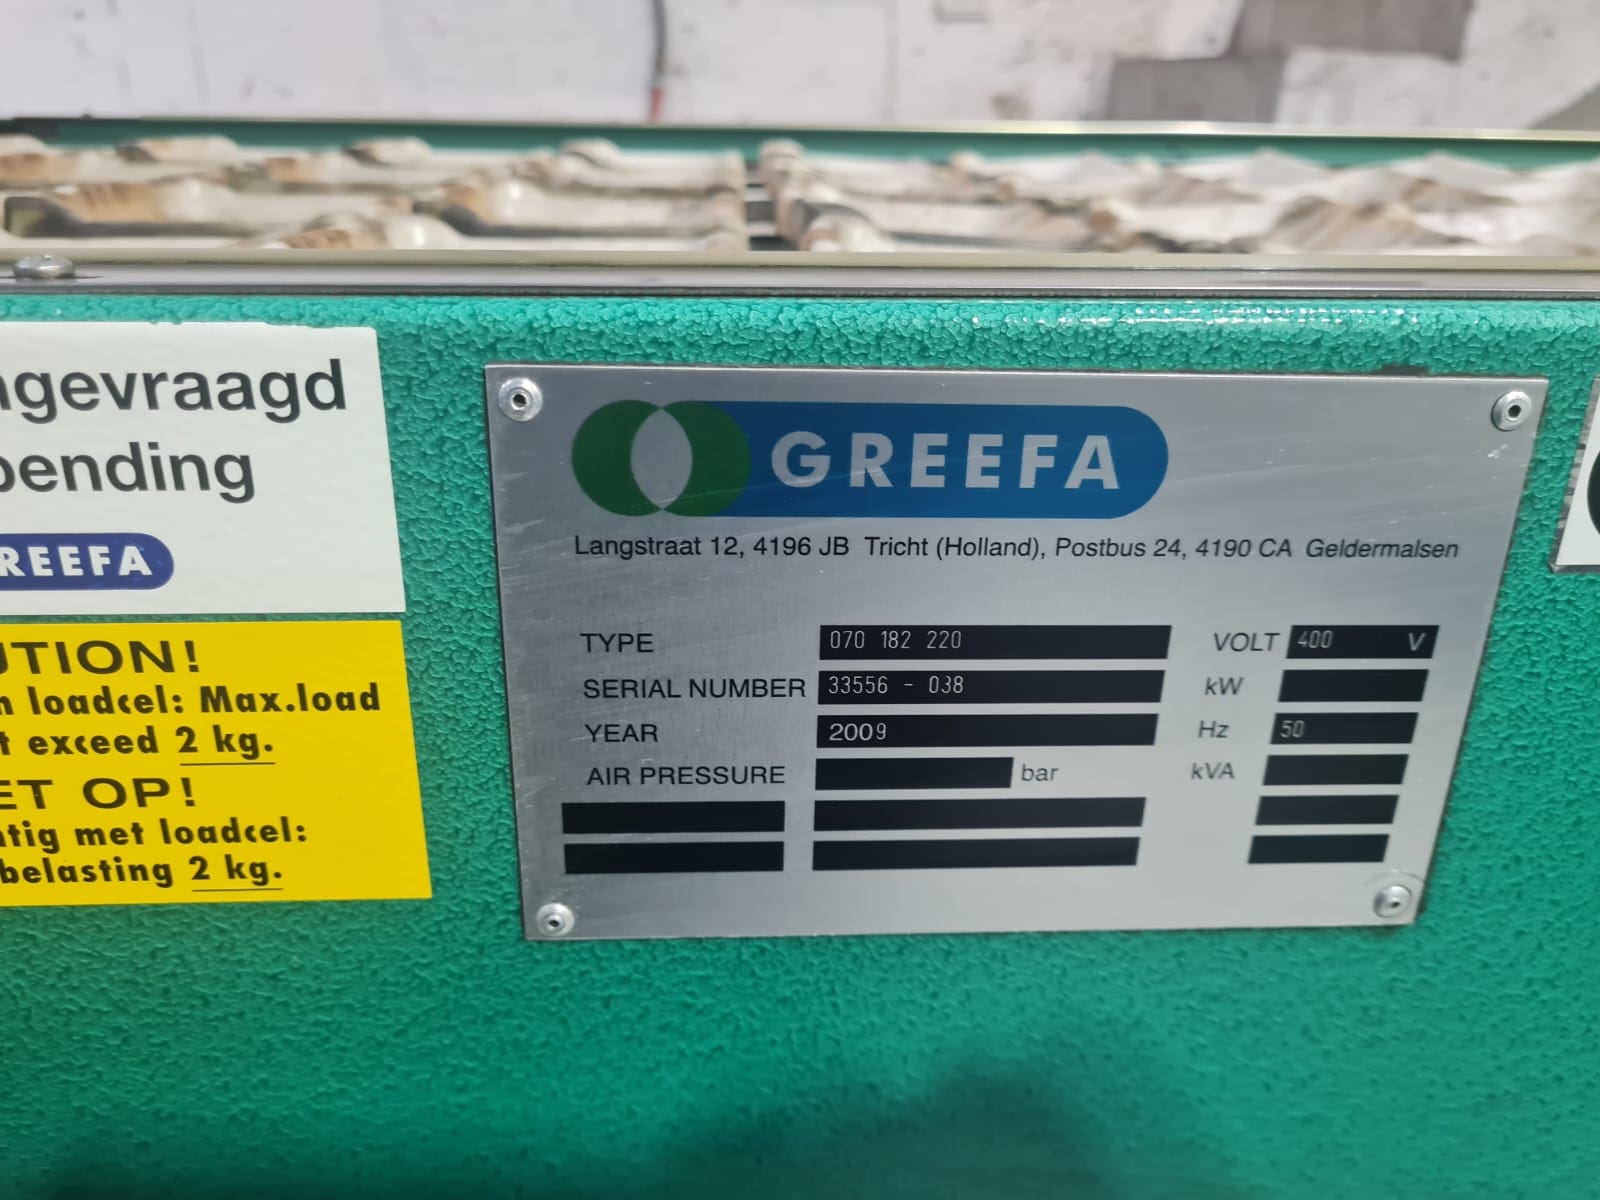 GREEFA
Langstraat 12, 4196 JB Tricht (Holland), Postbus 24, 4190 CA Geldermalsen
TYPE 070 182 220
SERIAL NUMBER 33556 - 038
YEAR 2009
AIR PRESSURE bar
VOLT 400 V
kW
Hz 50
kVA
ngevraagd
pending
REEFA
UTION!
n loadcel: Max.load
t exceed 2 kg.
ET OP!
tig met loadcel:
belasting 2 kg.